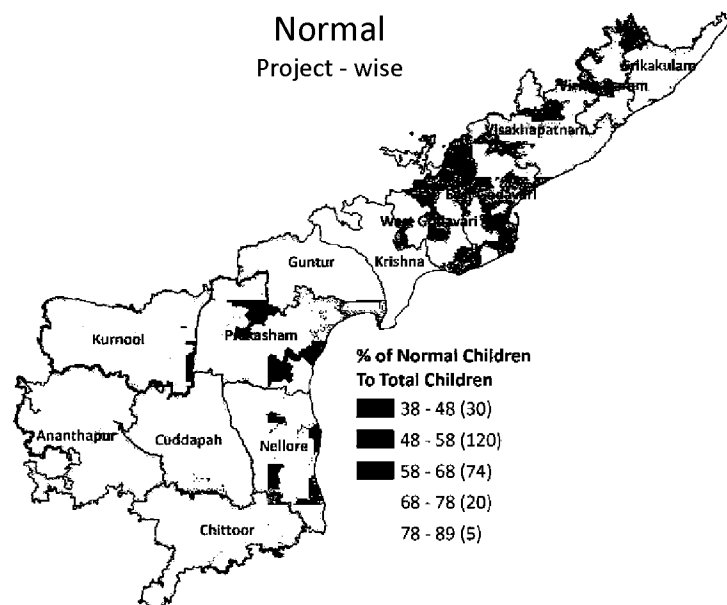 Normal
Project - wise
Srikakulam
Visakhapatnam
West Godavari
Guntur
Krishna
Kurnool
Prakasham
% of Normal Children
To Total Children
38 - 48 (30)
48 - 58 (120)
58 - 68 (74)
68 - 78 (20)
78 - 89 (5)
Ananthapur
Cuddapah
Nellore
Chittoor